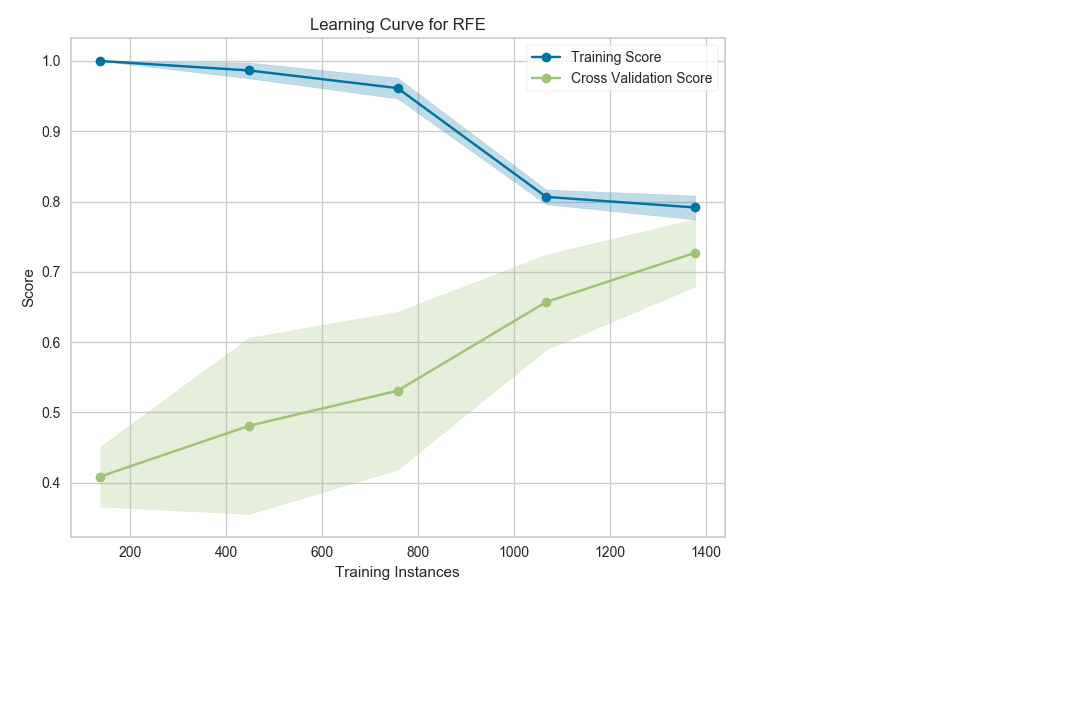 Learning Curve for RFE
Training Score
Cross Validation Score
1.0
0.9
0.8
0.7
0.6
0.5
0.4
Score
200 400 600 800 1000 1200 1400
Training Instances